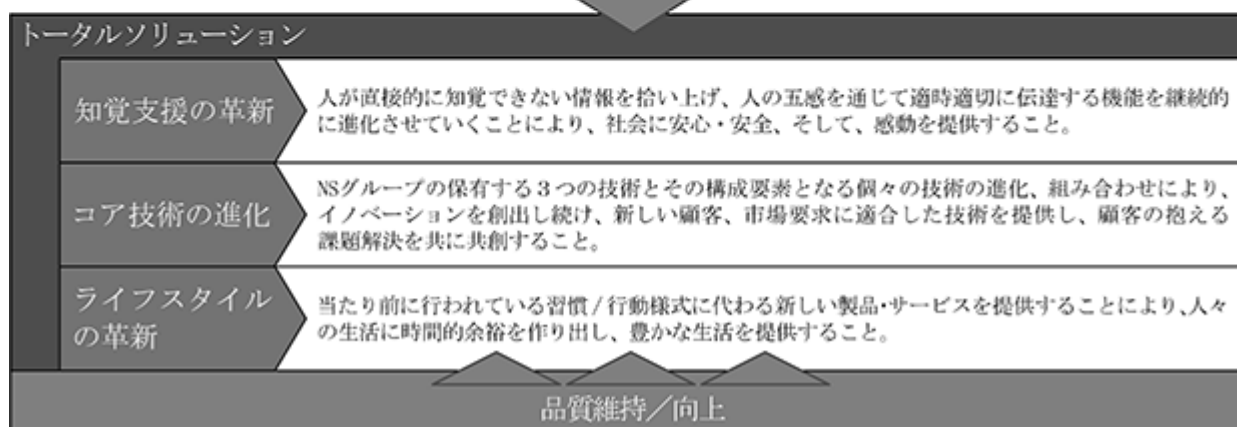 トータルソリューション
知覚支援の革新
人が直接的に知覚できない情報を拾い上げ、人の五感を通じて適時適切に伝達する機能を継続的
に進化させていくことにより、社会に安心・安全、そして、感動を提供すること。
コア技術の進化
NSグループの保有する３つの技術とその構成要素となる個々の技術の進化、組み合わせにより、
イノベーションを創出し続け、新しい顧客、市場要求に適合した技術を提供し、顧客の抱える
課題解決を共に共創すること。
ライフスタイル
の革新
当たり前に行われている習慣/行動様式に代わる新しい製品･サービスを提供することにより、人々
の生活に時間的余裕を作り出し、豊かな生活を提供すること。
品質維持／向上